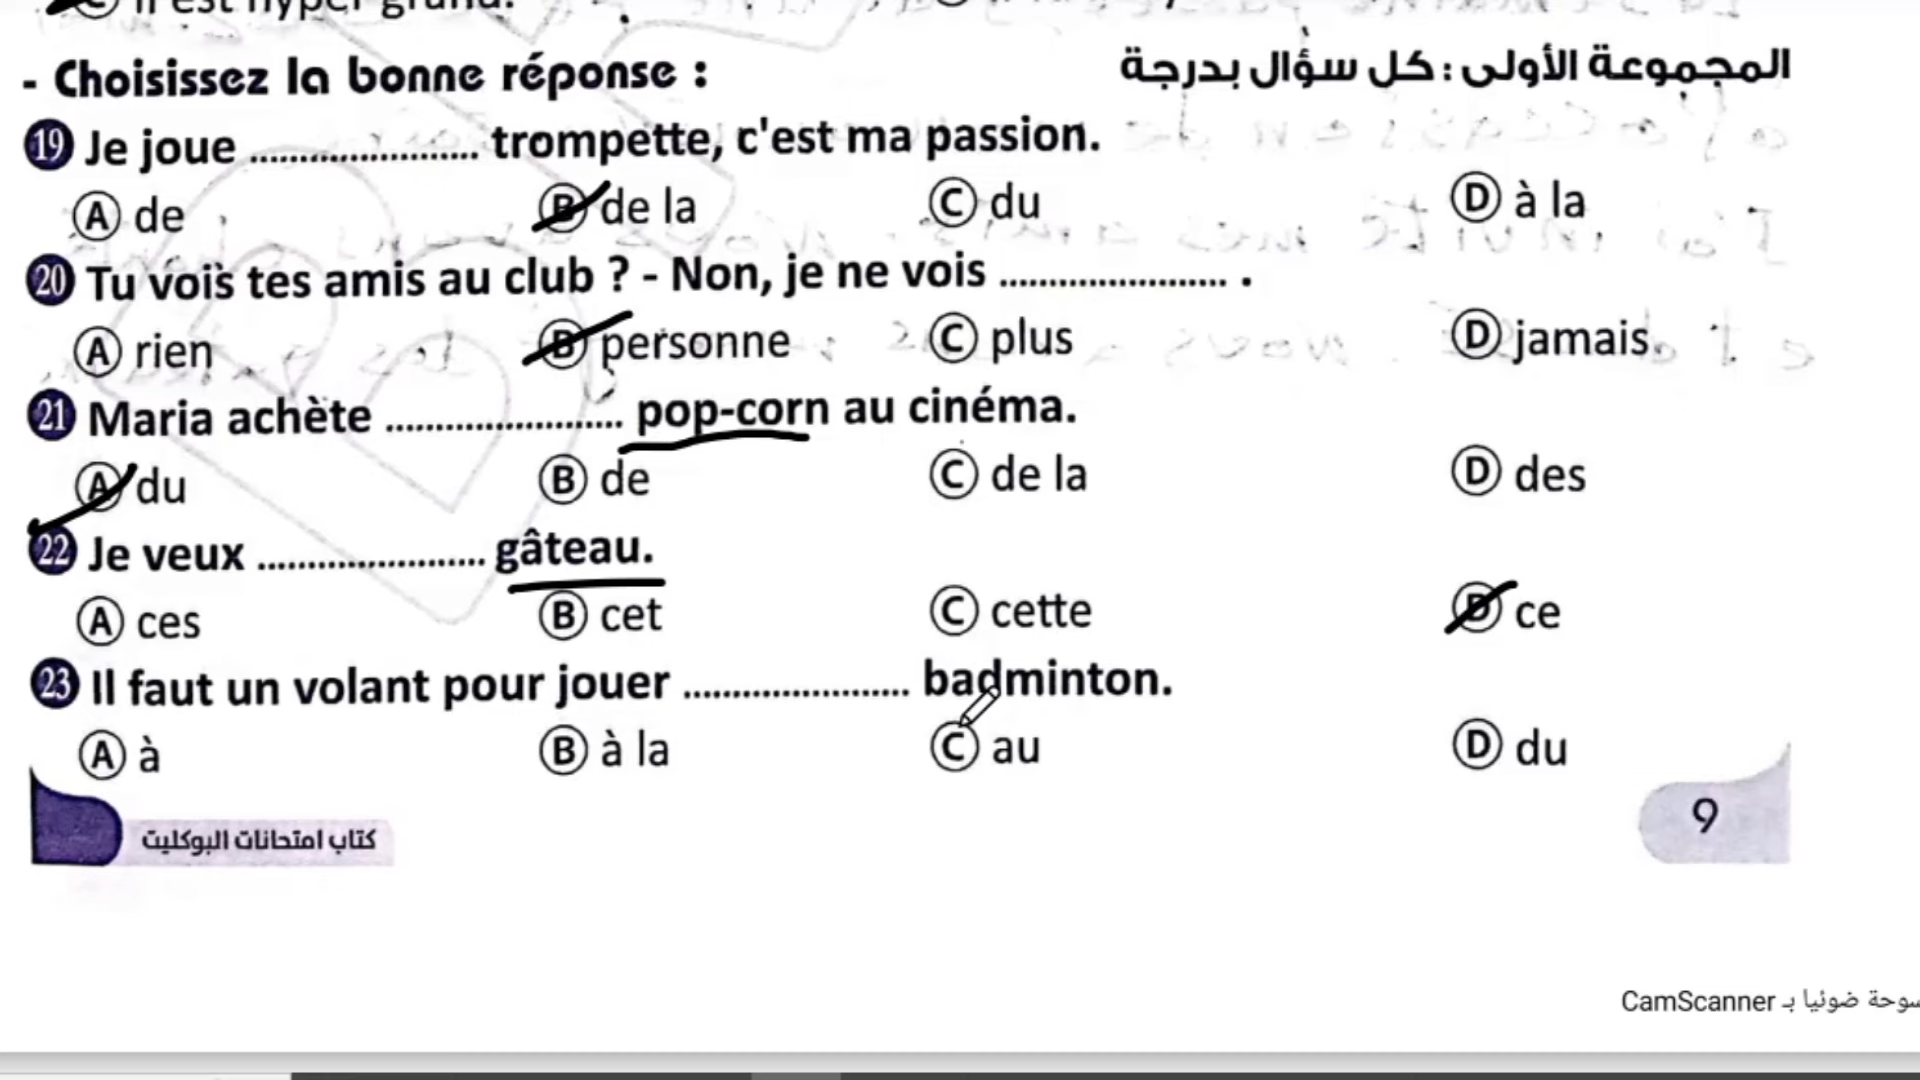 - Choisissez la bonne réponse :
المجموعة الأولى : كل سؤال بدرجة
19 Je joue ....................... trompette, c'est ma passion.
A de B de la C du D à la
20 Tu vois tes amis au club ? - Non, je ne vois ....................... .
A rien B personne C plus D jamais
21 Maria achète ........................ pop-corn au cinéma.
A du B de C de la D des
22 Je veux ....................... gâteau.
A ces B cet C cette D ce
23 Il faut un volant pour jouer ....................... badminton.
A à B à la C au D du
كتاب امتحانات البوكليت
9
ضوئيا بـ CamScanner